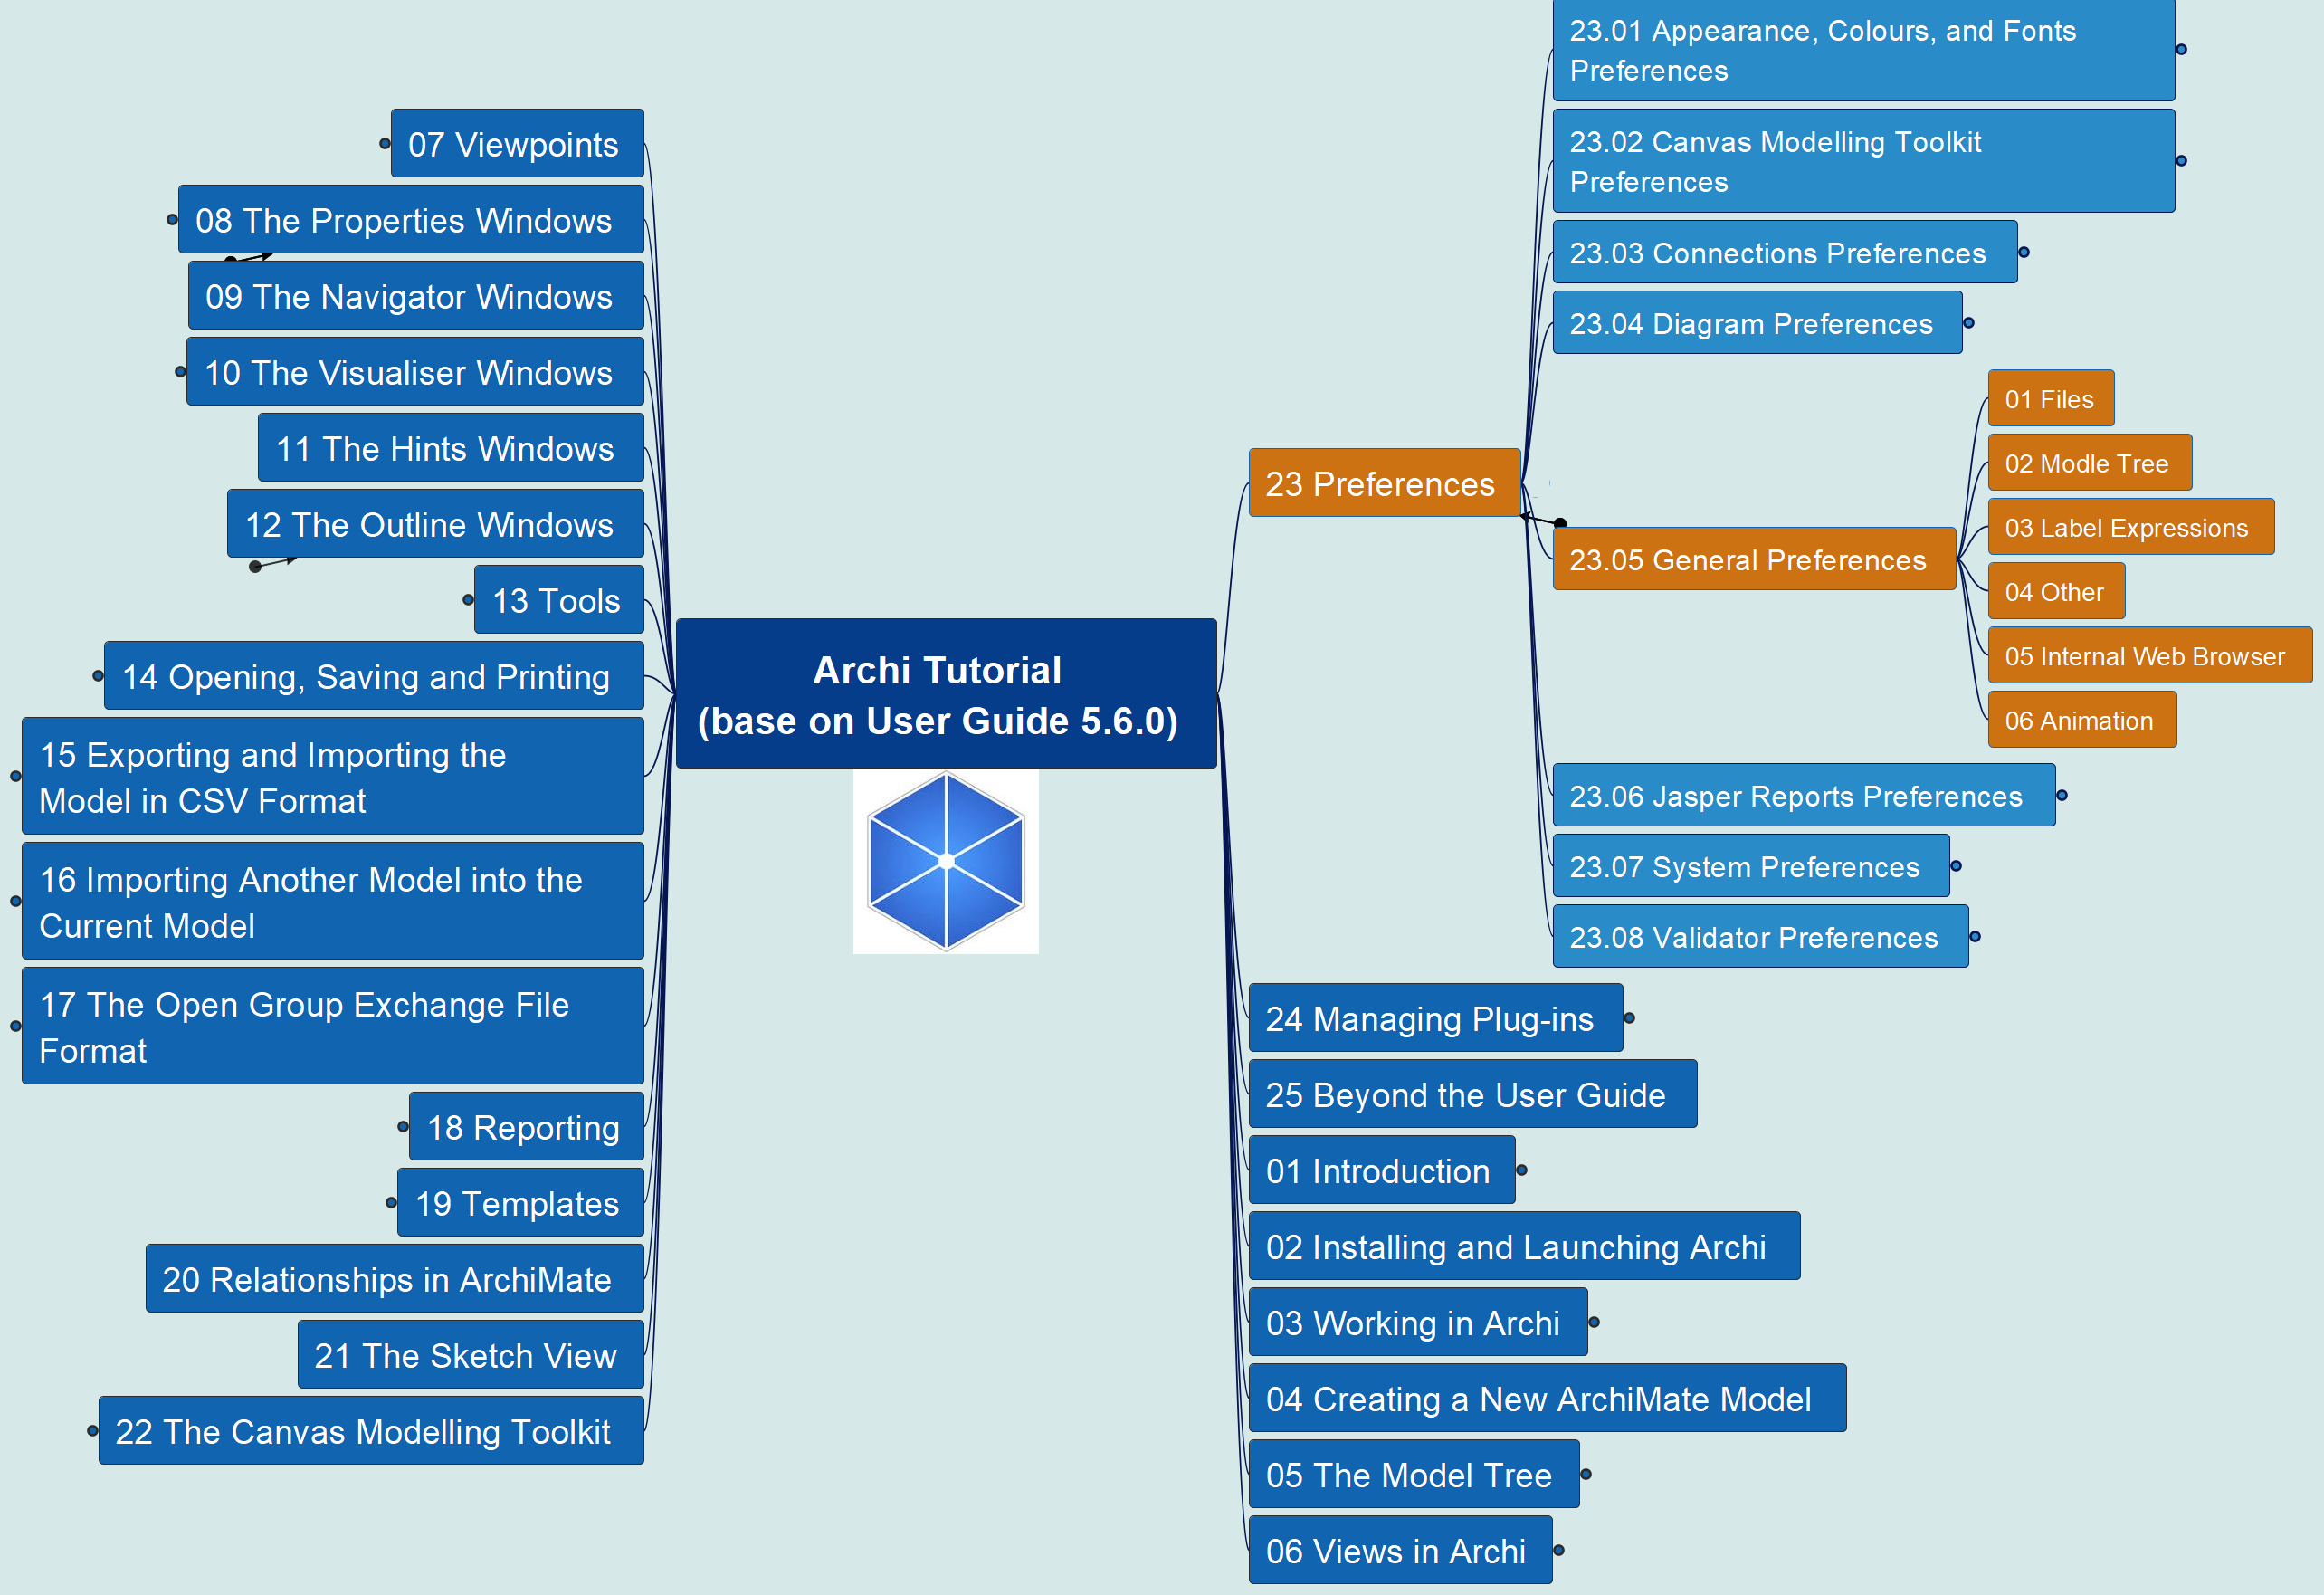 Archi Tutorial
(base on User Guide 5.6.0)
07 Viewpoints
08 The Properties Windows
09 The Navigator Windows
10 The Visualiser Windows
11 The Hints Windows
12 The Outline Windows
13 Tools
14 Opening, Saving and Printing
15 Exporting and Importing the
Model in CSV Format
16 Importing Another Model into the
Current Model
17 The Open Group Exchange File
Format
18 Reporting
19 Templates
20 Relationships in ArchiMate
21 The Sketch View
22 The Canvas Modelling Toolkit
23 Preferences
23.01 Appearance, Colours, and Fonts
Preferences
23.02 Canvas Modelling Toolkit
Preferences
23.03 Connections Preferences
23.04 Diagram Preferences
23.05 General Preferences
01 Files
02 Modle Tree
03 Label Expressions
04 Other
05 Internal Web Browser
06 Animation
23.06 Jasper Reports Preferences
23.07 System Preferences
23.08 Validator Preferences
24 Managing Plug-ins
25 Beyond the User Guide
01 Introduction
02 Installing and Launching Archi
03 Working in Archi
04 Creating a New ArchiMate Model
05 The Model Tree
06 Views in Archi